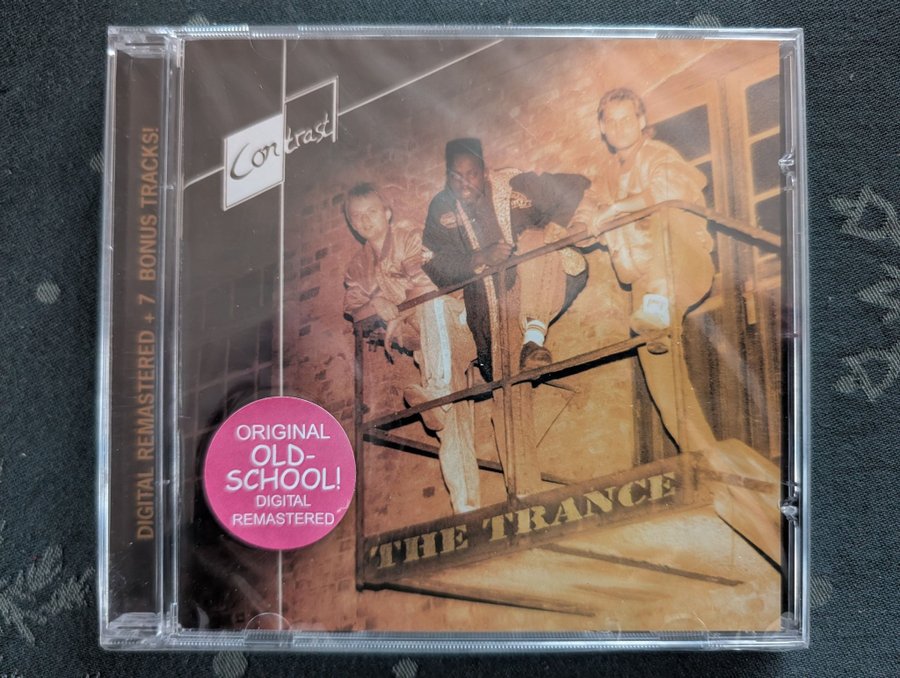 DIGITAL REMASTERED + 7 BONUS TRACKS!
Contrast
ORIGINAL
OLD-
SCHOOL!
DIGITAL
REMASTERED
THE TRANCE